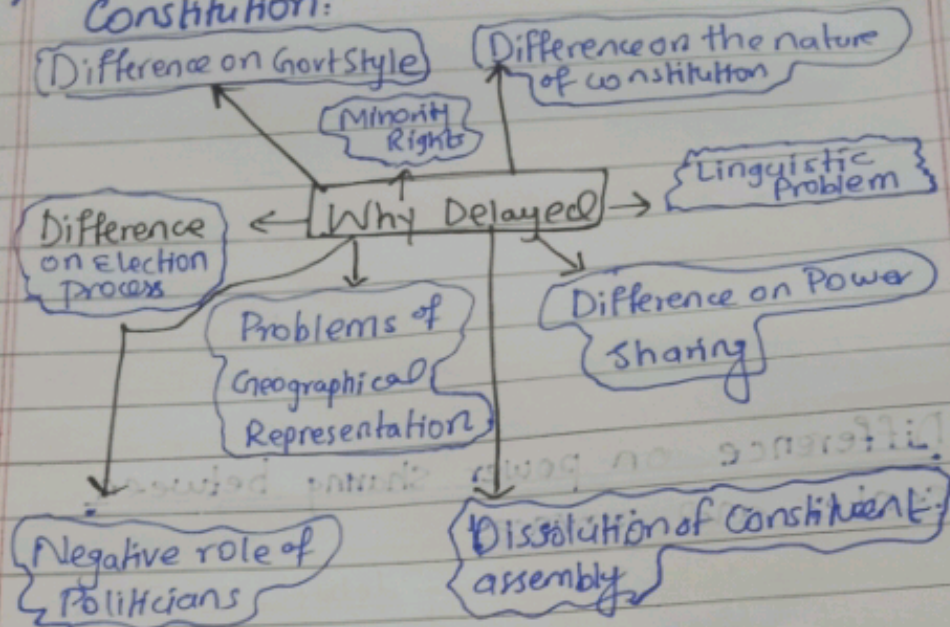 Constitution:
Difference on Govt Style
Difference on the nature
of constitution
Minority
Rights
Linguistic
Problem
Why Delayed
Difference
on Election
Process
Difference on Power
Sharing
Problems of
Geographical
Representation
Negative role of
Politicians
Dissolution of Constituent
assembly